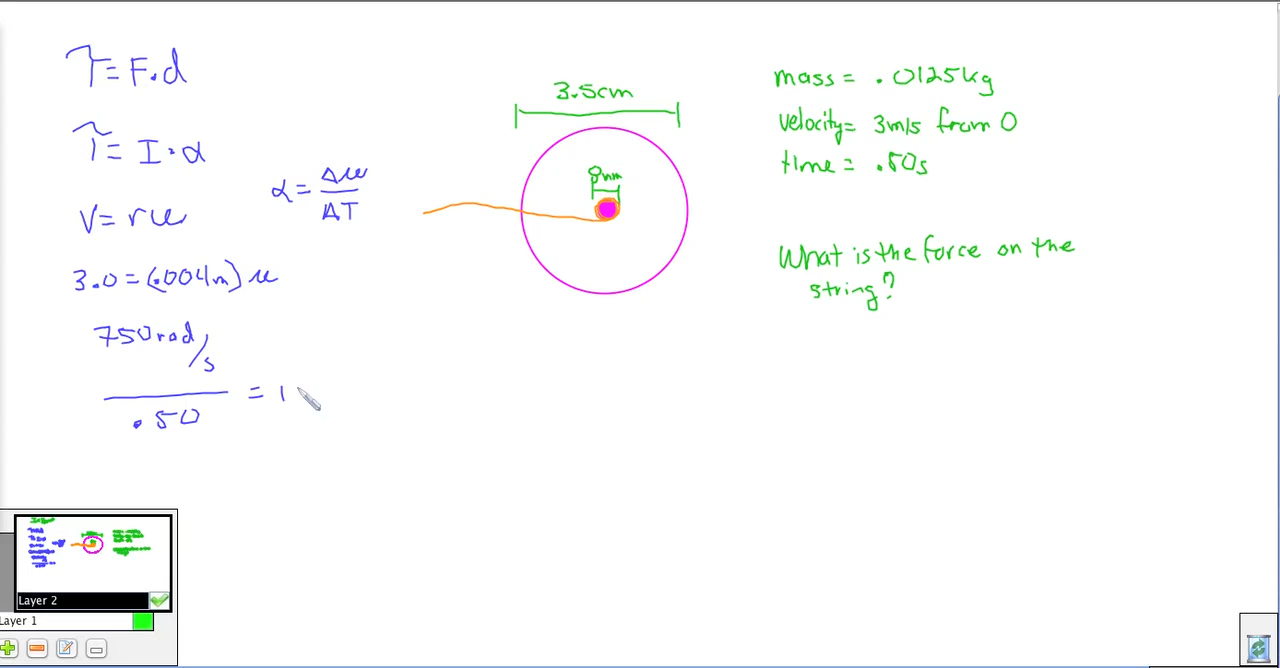 τ = F·d
τ = I·α
α = Δω / ΔT
V = rω
3.0 = (.004m) ω
750 rad/s
.50 = 1
3.5cm
8mm
mass = .0125kg
velocity = 3m/s from 0
time = .50s
What is the force on the
string?
Layer 2
Layer 1